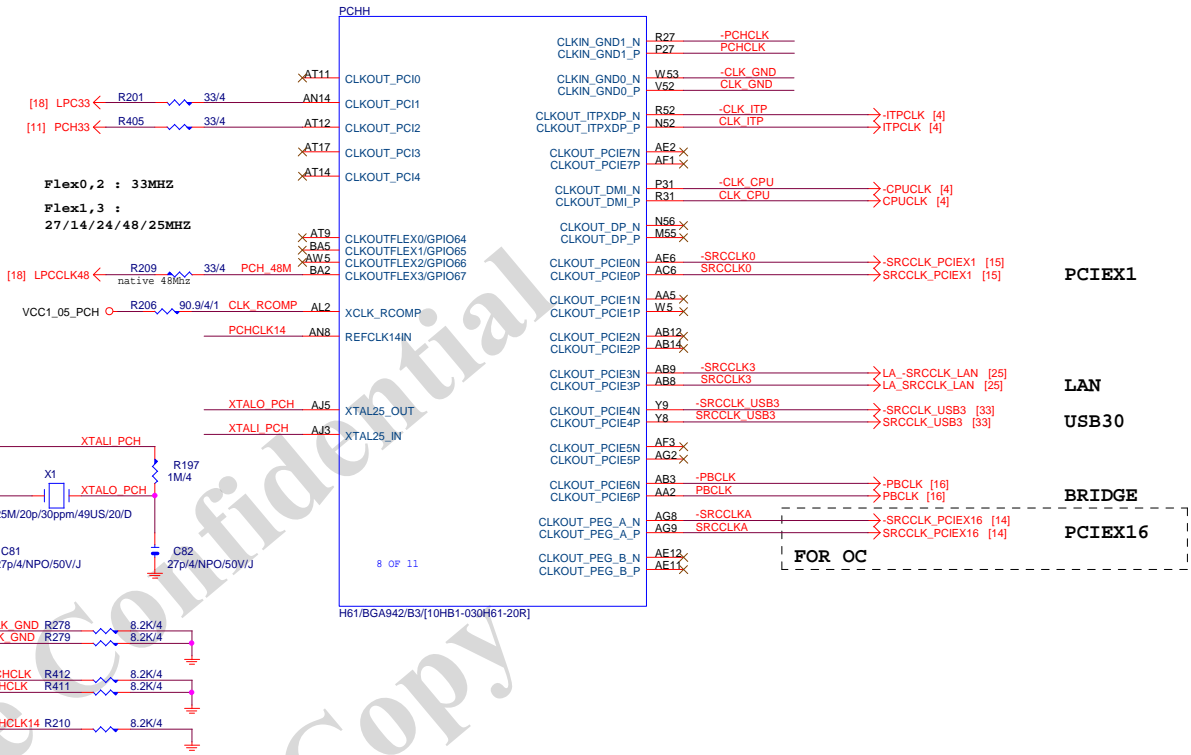 PCHH
CLKIN_GND1_N R27 -PCHCLK
CLKIN_GND1_P P27 PCHCLK
AT11 CLKOUT_PCI0
CLKIN_GND0_N W53 -CLK_GND
CLKIN_GND0_P V52 CLK_GND
[18] LPC33 R201 33/4 AN14 CLKOUT_PCI1
CLKOUT_ITPXDP_N R52 -CLK_ITP -ITPCLK [4]
CLKOUT_ITPXDP_P N52 CLK_ITP ITPCLK [4]
[11] PCH33 R405 33/4 AT12 CLKOUT_PCI2
AT17 CLKOUT_PCI3
CLKOUT_PCIE7N AE2
CLKOUT_PCIE7P AF1
AT14 CLKOUT_PCI4
Flex0,2 : 33MHZ
CLKOUT_DMI_N P31 -CLK_CPU -CPUCLK [4]
CLKOUT_DMI_P R31 CLK_CPU CPUCLK [4]
Flex1,3 :
27/14/24/48/25MHZ
CLKOUT_DP_N N56
CLKOUT_DP_P M55
AT9 CLKOUTFLEX0/GPIO64
BA5 CLKOUTFLEX1/GPIO65
AW5 CLKOUTFLEX2/GPIO66
[18] LPCCLK48 R209 33/4 PCH_48M BA2 CLKOUTFLEX3/GPIO67
native 48Mhz
CLKOUT_PCIE0N AE6 -SRCCLK0 -SRCCLK_PCIEX1 [15]
CLKOUT_PCIE0P AC6 SRCCLK0 SRCCLK_PCIEX1 [15]
PCIEX1
CLKOUT_PCIE1N AA5
CLKOUT_PCIE1P W5
VCC1_05_PCH R206 90.9/4/1 CLK_RCOMP AL2 XCLK_RCOMP
PCHCLK14 AN8 REFCLK14IN
CLKOUT_PCIE2N AB12
CLKOUT_PCIE2P AB14
CLKOUT_PCIE3N AB9 -SRCCLK3 LA_-SRCCLK_LAN [25]
CLKOUT_PCIE3P AB8 SRCCLK3 LA_SRCCLK_LAN [25]
LAN
XTALO_PCH AJ5 XTAL25_OUT
CLKOUT_PCIE4N Y9 -SRCCLK_USB3 -SRCCLK_USB3 [33]
CLKOUT_PCIE4P Y8 SRCCLK_USB3 SRCCLK_USB3 [33]
USB30
XTALI_PCH AJ3 XTAL25_IN
CLKOUT_PCIE5N AF3
CLKOUT_PCIE5P AG2
XTALI_PCH
R197
1M/4
X1
XTALO_PCH
25M/20p/30ppm/49US/20/D
CLKOUT_PCIE6N AB3 -PBCLK -PBCLK [16]
CLKOUT_PCIE6P AA2 PBCLK PBCLK [16]
BRIDGE
CLKOUT_PEG_A_N AG8 -SRCCLKA -SRCCLK_PCIEX16 [14]
CLKOUT_PEG_A_P AG9 SRCCLKA SRCCLK_PCIEX16 [14]
PCIEX16
FOR OC
C81
27p/4/NPO/50V/J
C82
27p/4/NPO/50V/J
CLKOUT_PEG_B_N AE12
CLKOUT_PEG_B_P AE11
8 OF 11
H61/BGA942/B3/[10HB1-030H61-20R]
LK_GND R278 8.2K/4
K_GND R279 8.2K/4
CHCLK R412 8.2K/4
HCLK R411 8.2K/4
HCLK14 R210 8.2K/4
Confidential
Copy